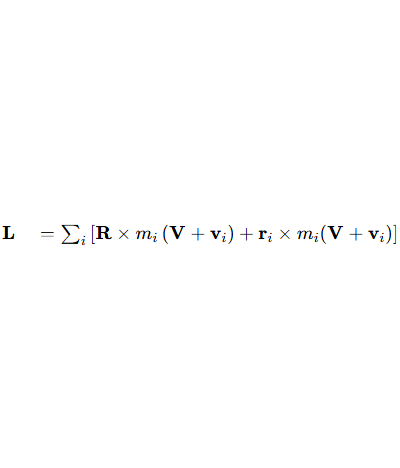 𝐋 = ∑ᵢ [𝐑 × mᵢ (𝐕 + 𝐯ᵢ) + 𝐫ᵢ × mᵢ(𝐕 + 𝐯ᵢ)]